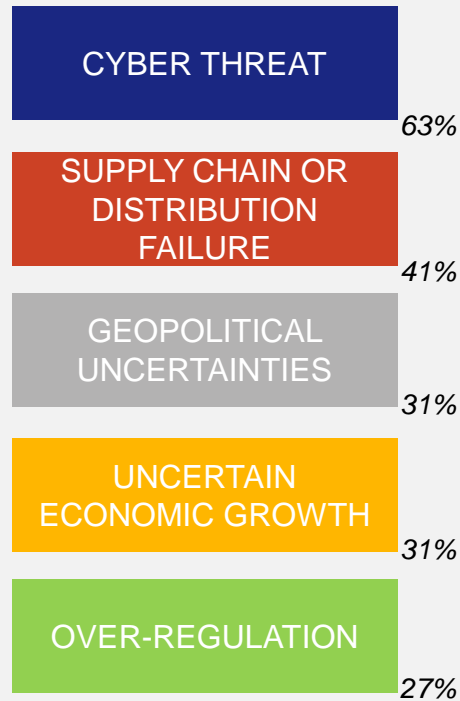 CYBER THREAT
63%
SUPPLY CHAIN OR
DISTRIBUTION
FAILURE
41%
GEOPOLITICAL
UNCERTAINTIES
31%
UNCERTAIN
ECONOMIC GROWTH
31%
OVER-REGULATION
27%